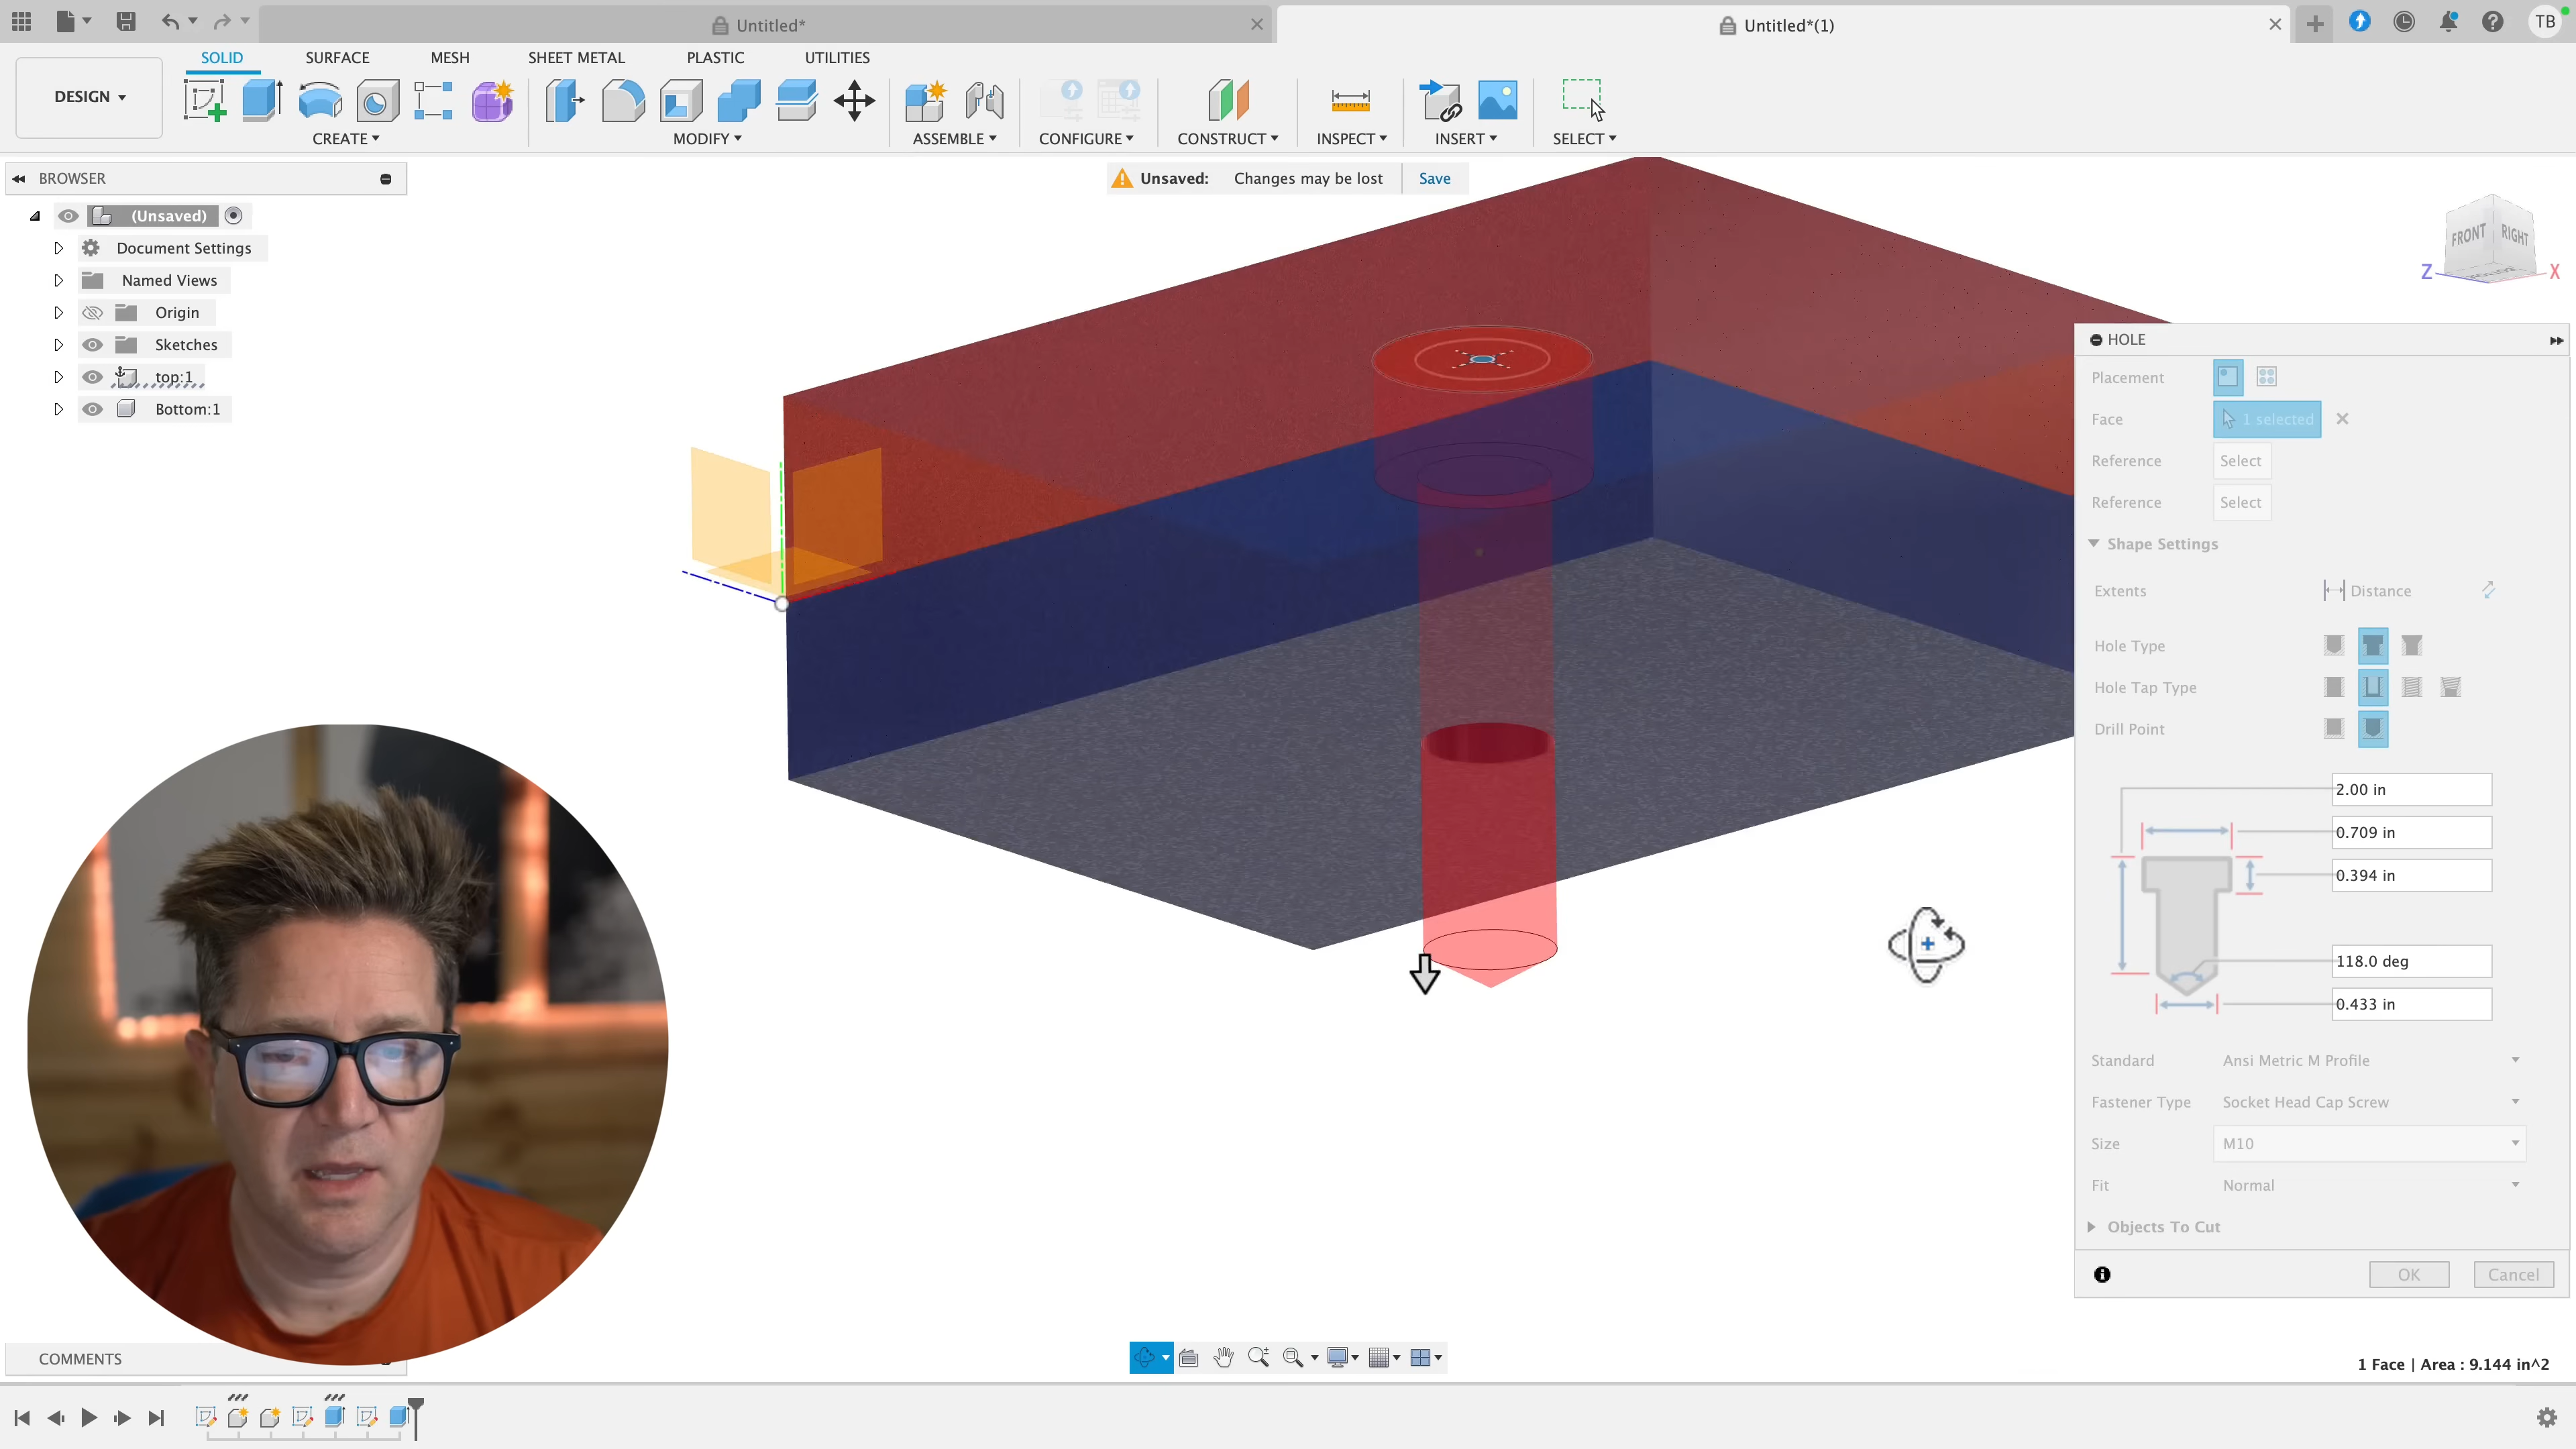 Untitled*
Untitled*(1)
TB
DESIGN
SOLID
SURFACE
MESH
SHEET METAL
PLASTIC
UTILITIES
CREATE
MODIFY
ASSEMBLE
CONFIGURE
CONSTRUCT
INSPECT
INSERT
SELECT
BROWSER
Unsaved: Changes may be lost Save
(Unsaved)
Document Settings
Named Views
Origin
Sketches
top:1
Bottom:1
FRONT RIGHT
Z X
HOLE
Placement
Face 1 selected
Reference Select
Reference Select
Shape Settings
Extents Distance
Hole Type
Hole Tap Type
Drill Point
2.00 in
0.709 in
0.394 in
118.0 deg
0.433 in
Standard Ansi Metric M Profile
Fastener Type Socket Head Cap Screw
Size M10
Fit Normal
Objects To Cut
OK Cancel
COMMENTS
1 Face | Area : 9.144 in^2